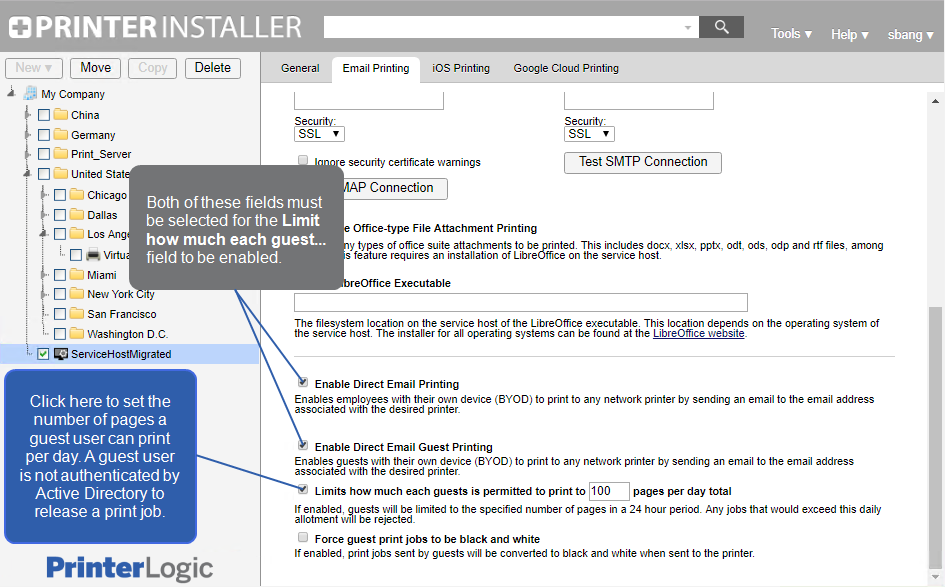 PRINTER INSTALLER
Tools ▾ Help ▾ sbang ▾
New ▾ Move Copy Delete
General Email Printing iOS Printing Google Cloud Printing
My Company
China
Germany
Print_Server
United State
Chicago
Dallas
Los Ange
Virtua
Miami
New York City
San Francisco
Washington D.C.
ServiceHostMigrated
Security: Security:
SSL ▼ SSL ▼
Ignore security certificate warnings
Test SMTP Connection
MAP Connection
Both of these fields must
be selected for the Limit
how much each guest...
field to be enabled.
e Office-type File Attachment Printing
ny types of office suite attachments to be printed. This includes docx, xlsx, pptx, odt, ods, odp and rtf files, among
s feature requires an installation of LibreOffice on the service host.
ibreOffice Executable
The filesystem location on the service host of the LibreOffice executable. This location depends on the operating system of
the service host. The installer for all operating systems can be found at the LibreOffice website.
Enable Direct Email Printing
Enables employees with their own device (BYOD) to print to any network printer by sending an email to the email address
associated with the desired printer.
Enable Direct Email Guest Printing
Enables guests with their own device (BYOD) to print to any network printer by sending an email to the email address
associated with the desired printer.
Limits how much each guests is permitted to print to 100 pages per day total
If enabled, guests will be limited to the specified number of pages in a 24 hour period. Any jobs that would exceed this daily
allotment will be rejected.
Force guest print jobs to be black and white
If enabled, print jobs sent by guests will be converted to black and white when sent to the printer.
Click here to set the
number of pages a
guest user can print
per day. A guest user
is not authenticated by
Active Directory to
release a print job.
PrinterLogic